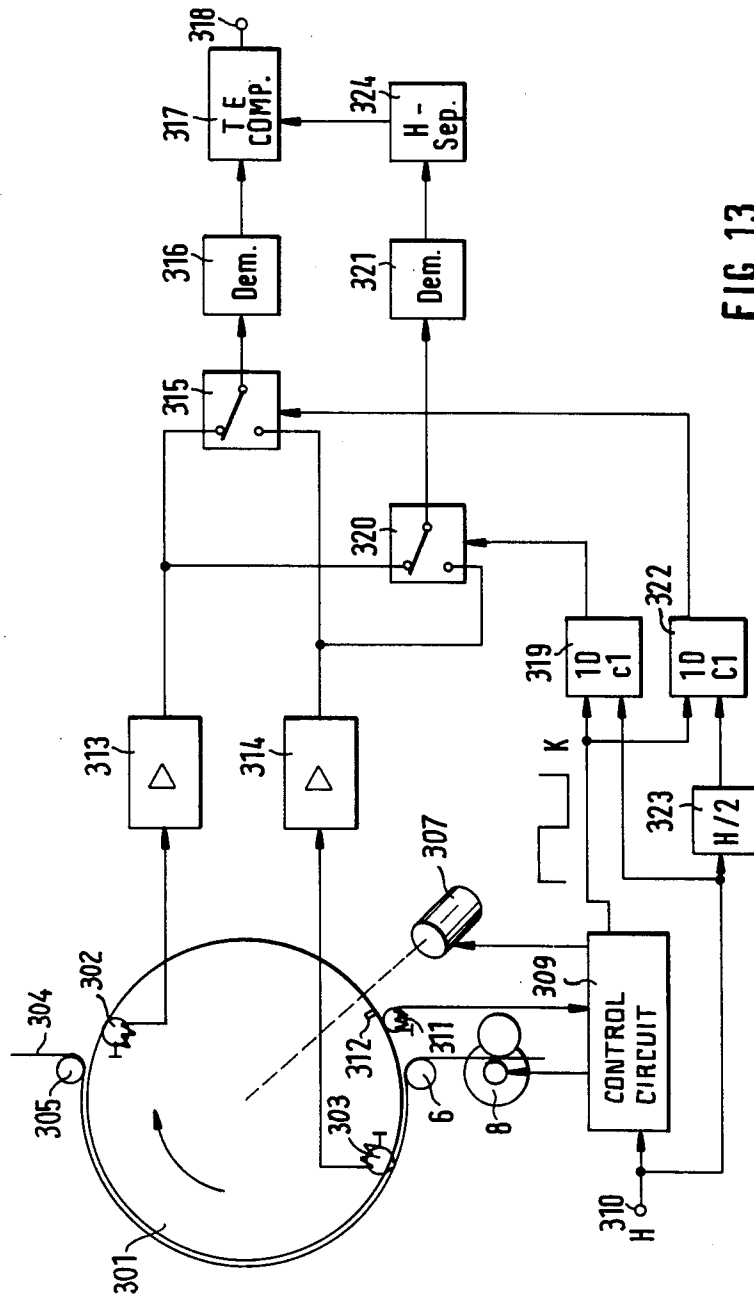 318
317
T E
COMP.
324
H -
Sep.
316
Dem.
321
Dem.
315
320
313
314
319
1D
c1
322
1D
C1
K
323
H/2
307
302
304
305
303
301
312
311
6
8
309
CONTROL
CIRCUIT
310
H
FIG 13